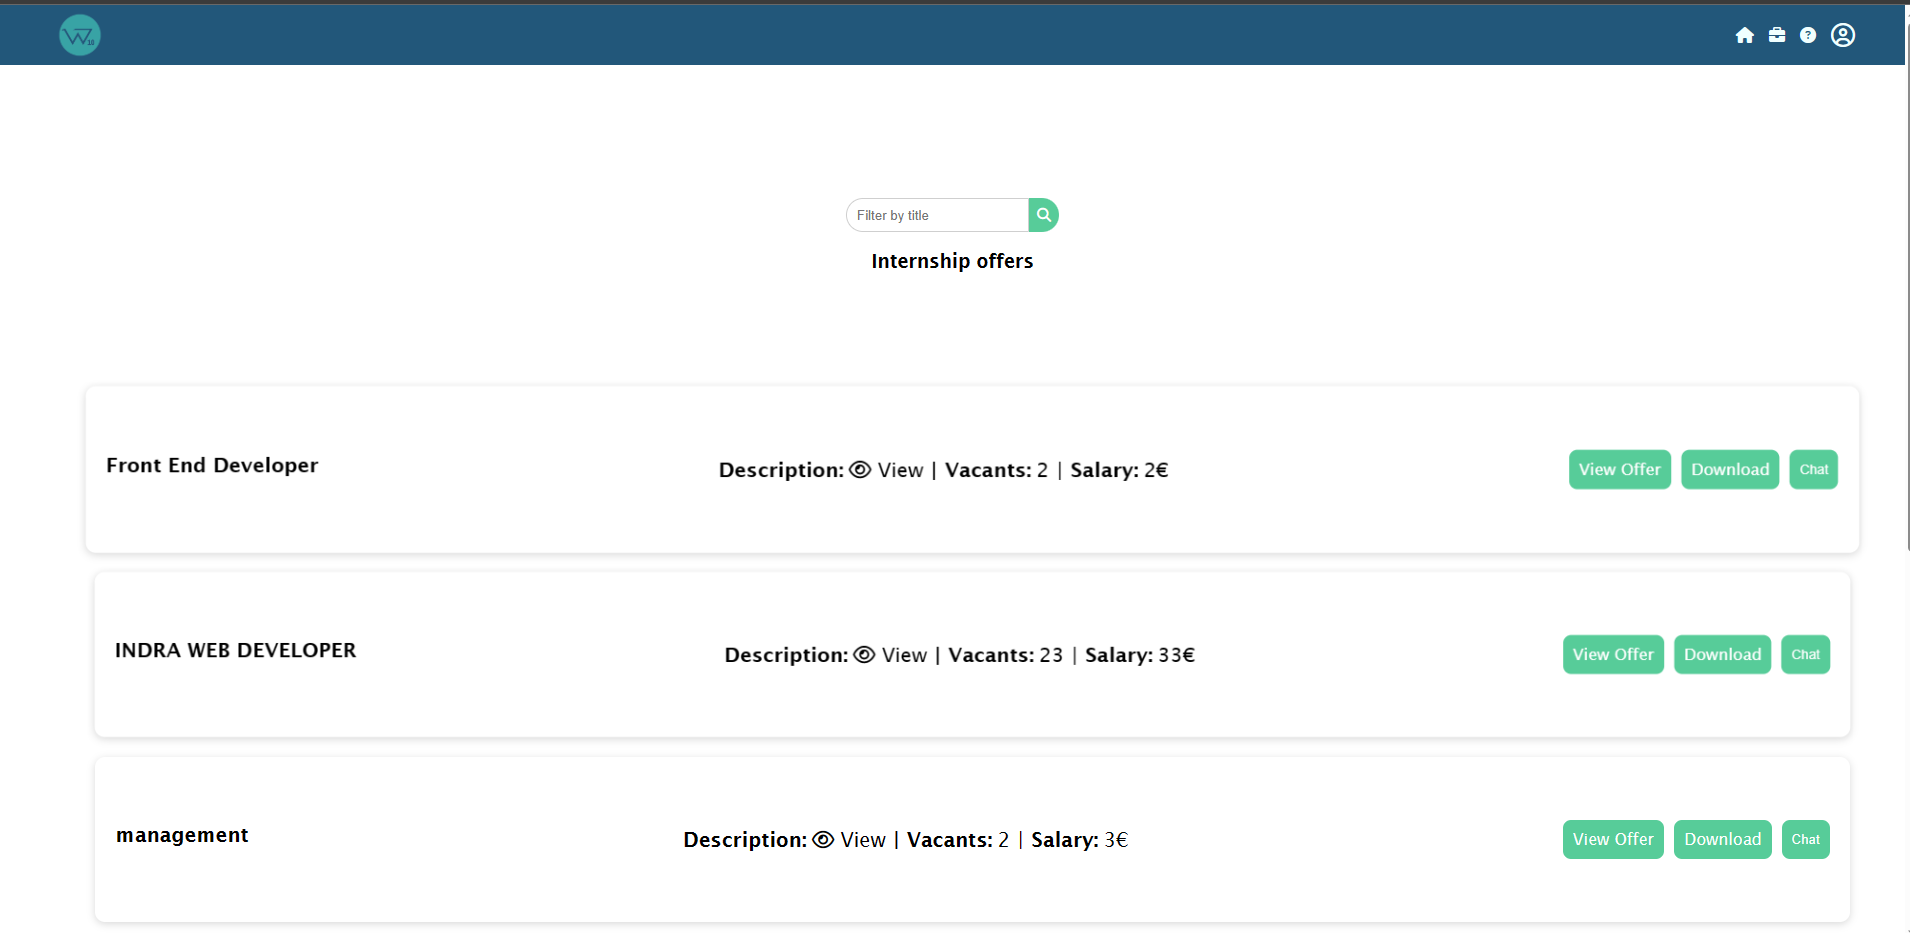 W16
Filter by title
Internship offers
Front End Developer
Description: View | Vacants: 2 | Salary: 2€
View Offer Download Chat
INDRA WEB DEVELOPER
Description: View | Vacants: 23 | Salary: 33€
View Offer Download Chat
management
Description: View | Vacants: 2 | Salary: 3€
View Offer Download Chat